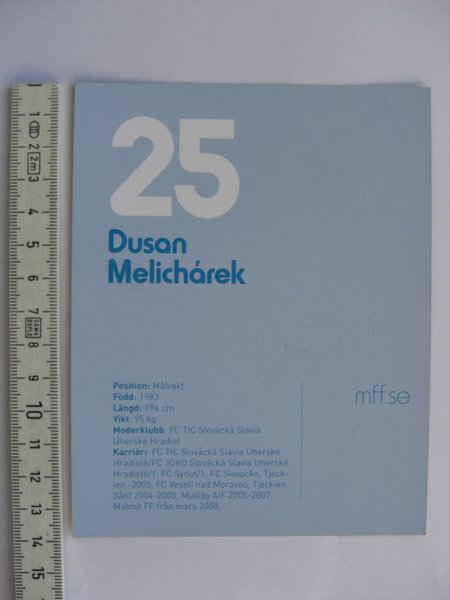 25
Dusan
Melichárek
Position: Målvakt
Född: 1983
Längd: 196 cm
Vikt: 95 kg
Moderklubb: FC TIC Slovácká Slavia
Uherské Hradist
Karriär: FC TIC Slovácká Slavia Uherské
Hradisté/FC JOKO Slovácká Slavia Uherské
Hradisté/1. FC Synot/1. FC Slovacko, Tjeck-
ien -2005, FC Veselí nad Moravou, Tjeckien
(lån) 2004-2005, Mjällby AIF 2005-2007,
Malmö FF från mars 2008.
mff.se
1
2
2m
3
4
5
6
7
8
9
10
11
12
13
14
15